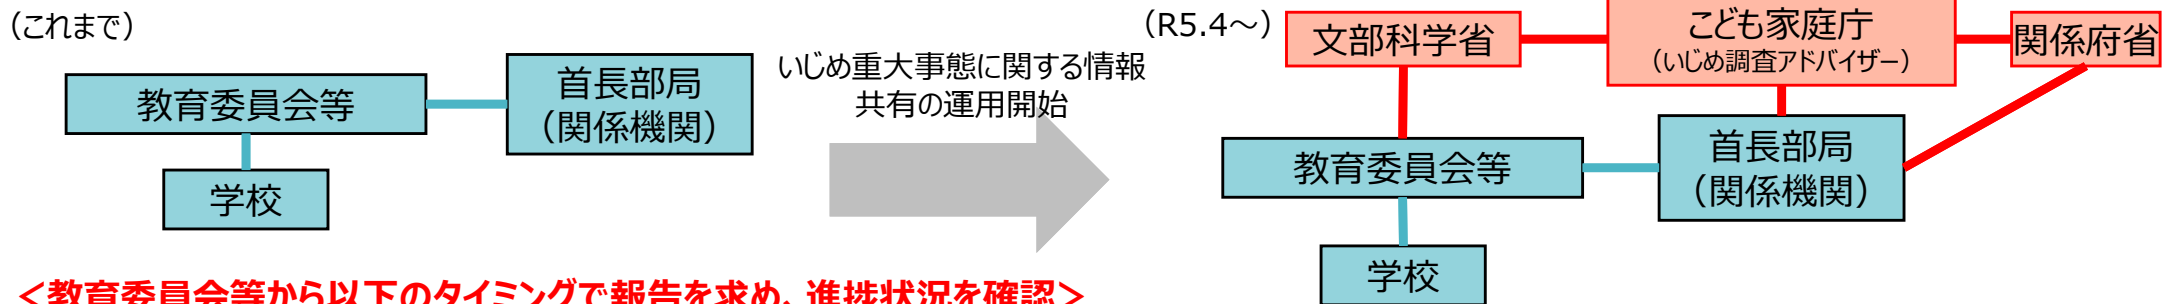 （これまで）
教育委員会等
首長部局
（関係機関）
学校
いじめ重大事態に関する情報
共有の運用開始
（R5.4～）
文部科学省
こども家庭庁
（いじめ調査アドバイザー）
関係府省
教育委員会等
首長部局
（関係機関）
学校
＜教育委員会等から以下のタイミングで報告を求め、進捗状況を確認＞